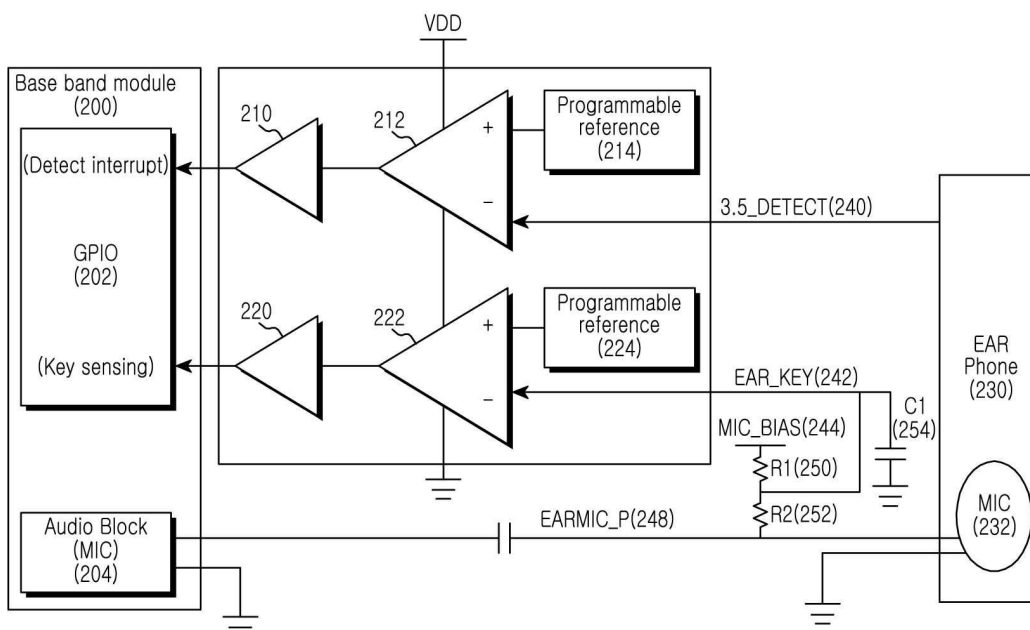 VDD
Base band module
(200)
210
212
Programmable
reference
(214)
(Detect interrupt)
+
−
3.5_DETECT(240)
GPIO
(202)
220
222
Programmable
reference
(224)
+
−
(Key sensing)
EAR_KEY(242)
EAR
Phone
(230)
C1
(254)
MIC_BIAS(244)
R1(250)
R2(252)
Audio Block
(MIC)
(204)
EARMIC_P(248)
MIC
(232)